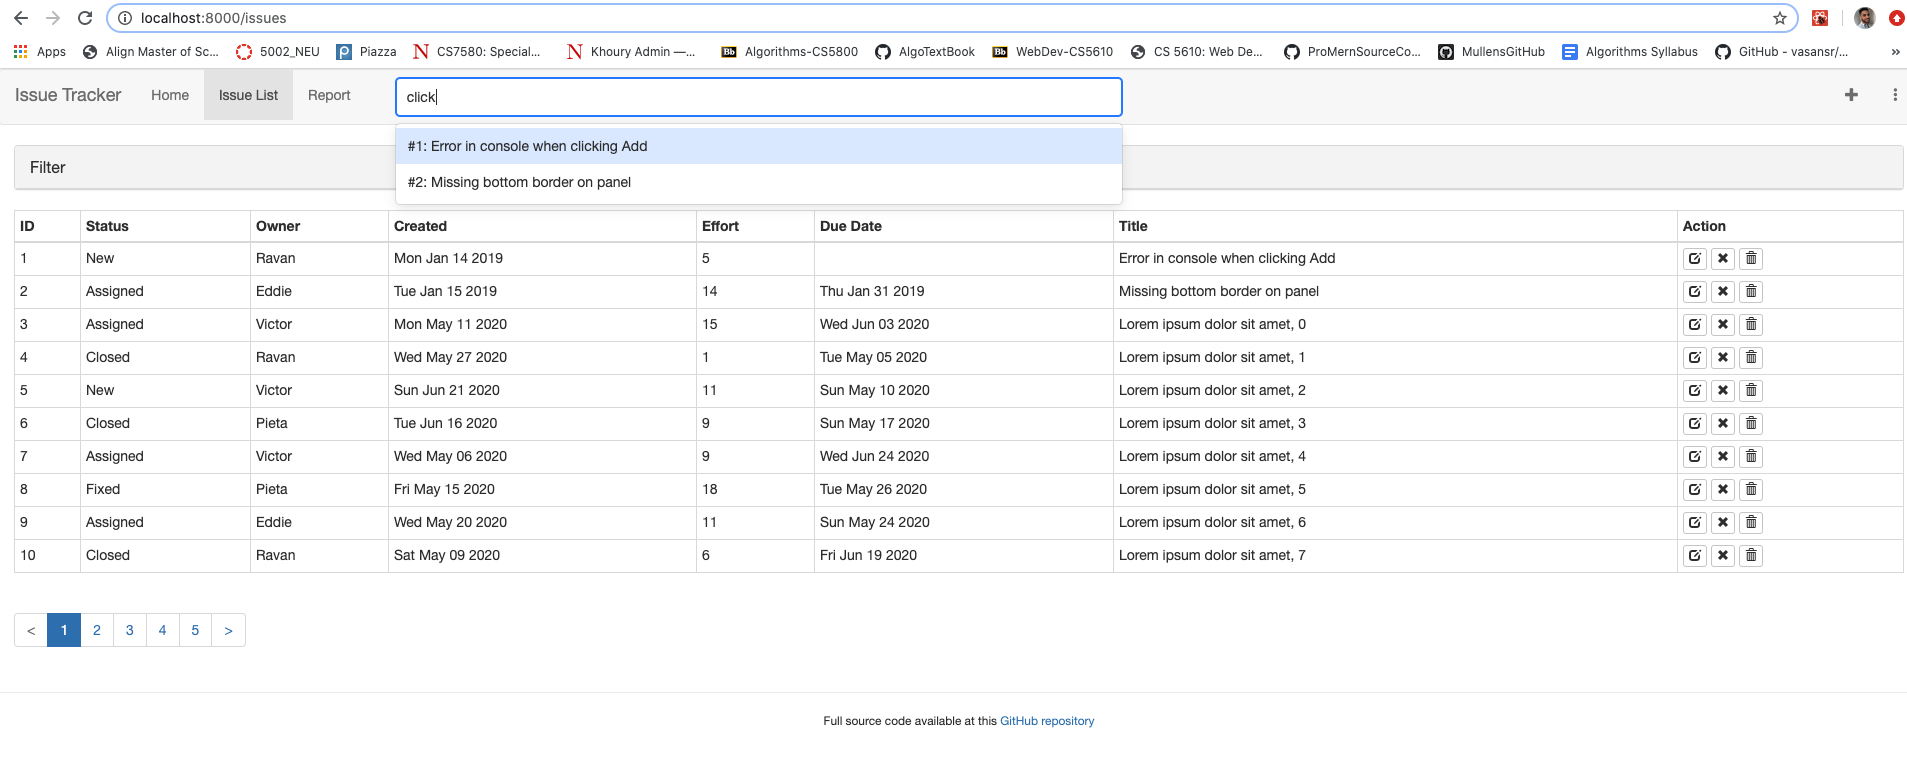 localhost:8000/issues
Apps Align Master of Sc... 5002_NEU Piazza CS7580: Special... Khoury Admin —... Bb Algorithms-CS5800 AlgoTextBook Bb WebDev-CS5610 CS 5610: Web De... ProMernSourceCo... MullensGitHub Algorithms Syllabus GitHub - vasansr/... »
Issue Tracker Home Issue List Report click
#1: Error in console when clicking Add
Filter
#2: Missing bottom border on panel
ID Status Owner Created Effort Due Date Title Action
1 New Ravan Mon Jan 14 2019 5 Error in console when clicking Add
2 Assigned Eddie Tue Jan 15 2019 14 Thu Jan 31 2019 Missing bottom border on panel
3 Assigned Victor Mon May 11 2020 15 Wed Jun 03 2020 Lorem ipsum dolor sit amet, 0
4 Closed Ravan Wed May 27 2020 1 Tue May 05 2020 Lorem ipsum dolor sit amet, 1
5 New Victor Sun Jun 21 2020 11 Sun May 10 2020 Lorem ipsum dolor sit amet, 2
6 Closed Pieta Tue Jun 16 2020 9 Sun May 17 2020 Lorem ipsum dolor sit amet, 3
7 Assigned Victor Wed May 06 2020 9 Wed Jun 24 2020 Lorem ipsum dolor sit amet, 4
8 Fixed Pieta Fri May 15 2020 18 Tue May 26 2020 Lorem ipsum dolor sit amet, 5
9 Assigned Eddie Wed May 20 2020 11 Sun May 24 2020 Lorem ipsum dolor sit amet, 6
10 Closed Ravan Sat May 09 2020 6 Fri Jun 19 2020 Lorem ipsum dolor sit amet, 7
< 1 2 3 4 5 >
Full source code available at this GitHub repository